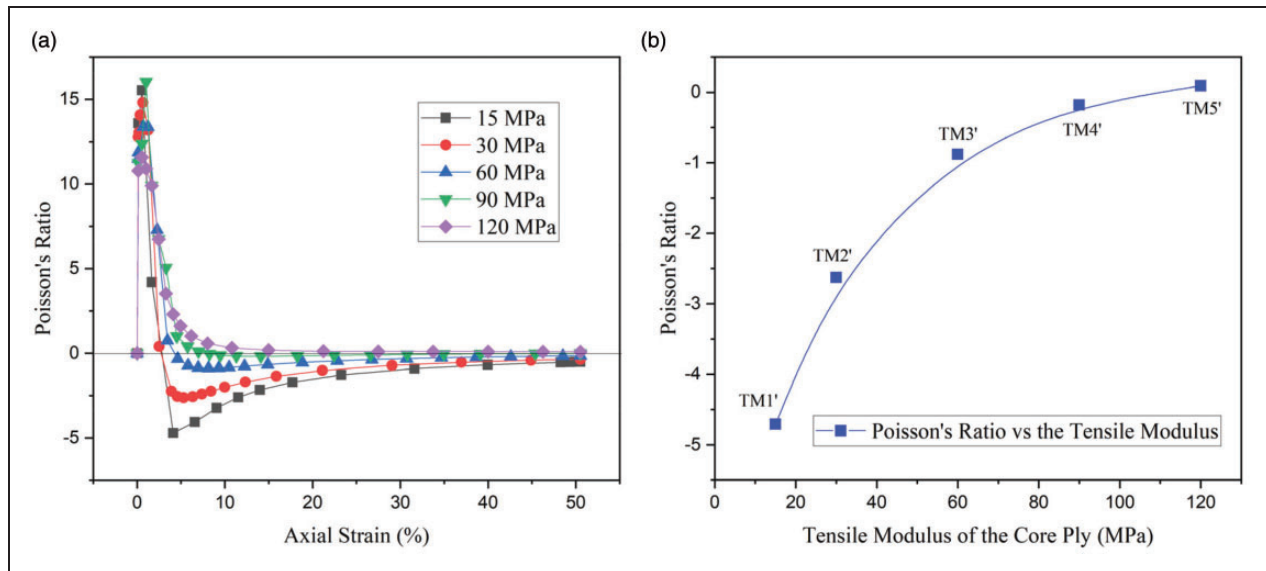 (a)
15
10
5
0
-5
Poisson's Ratio
15 MPa
30 MPa
60 MPa
90 MPa
120 MPa
0 10 20 30 40 50
Axial Strain (%)
(b)
0
-1
-2
-3
-4
-5
Poisson's Ratio
TM1'
TM2'
TM3'
TM4'
TM5'
Poisson's Ratio vs the Tensile Modulus
0 20 40 60 80 100 120
Tensile Modulus of the Core Ply (MPa)